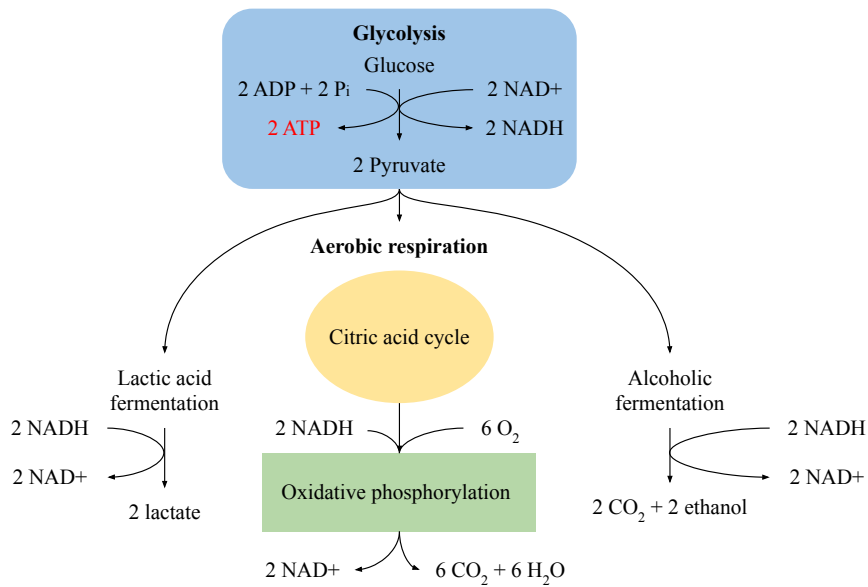 Glycolysis
Glucose
2 ADP + 2 Pi
2 NAD+
2 ATP
2 NADH
2 Pyruvate
Aerobic respiration
Citric acid cycle
Lactic acid
fermentation
Alcoholic
fermentation
2 NADH
2 NADH
6 O2
2 NADH
2 NAD+
Oxidative phosphorylation
2 NAD+
2 lactate
2 CO2 + 2 ethanol
2 NAD+
6 CO2 + 6 H2O